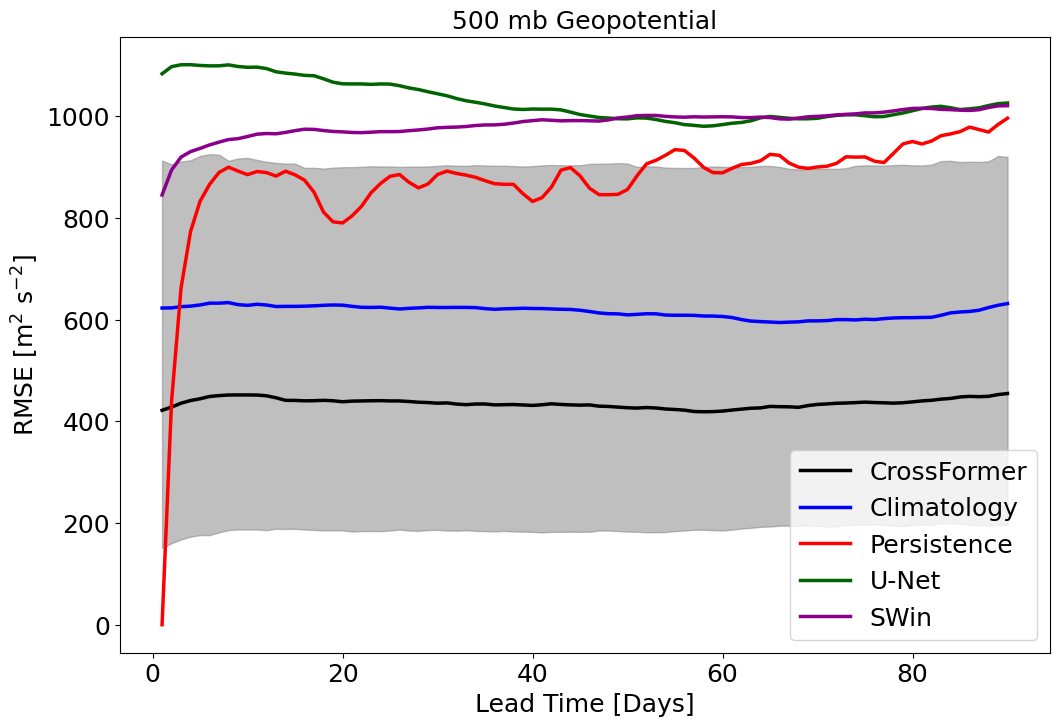 500 mb Geopotential
RMSE [m² s⁻²]
1000
800
600
400
200
0
0 20 40 60 80
Lead Time [Days]
CrossFormer
Climatology
Persistence
U-Net
SWin